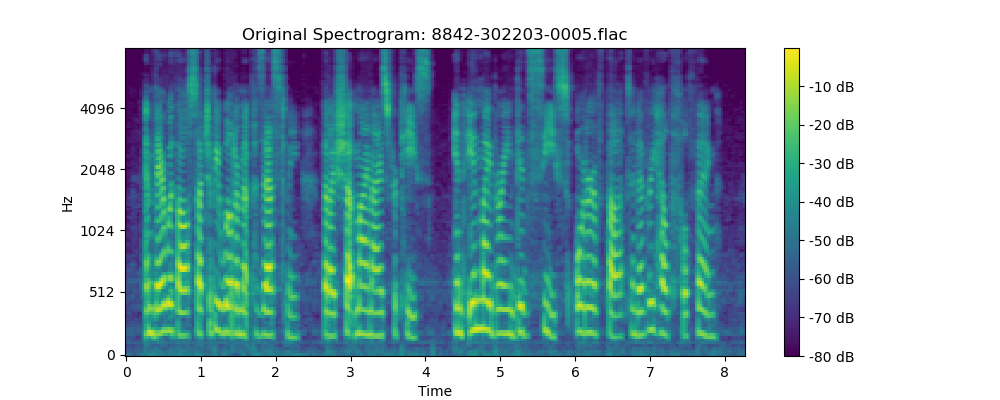 Original Spectrogram: 8842-302203-0005.flac
Hz
4096
2048
1024
512
0
0 1 2 3 4 5 6 7 8
Time
-10 dB
-20 dB
-30 dB
-40 dB
-50 dB
-60 dB
-70 dB
-80 dB